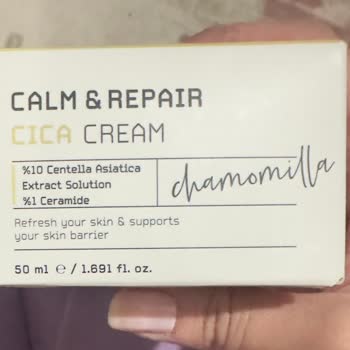 CALM & REPAIR
CICA CREAM
%10 Centella Asiatica
Extract Solution
%1 Ceramide
chamomilla
Refresh your skin & supports
your skin barrier
50 ml ℮ / 1.691 fl. oz.